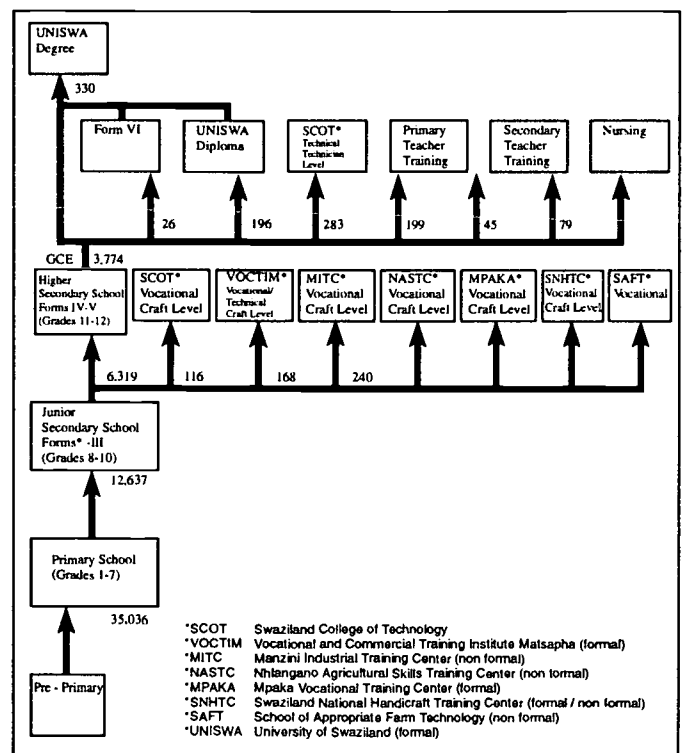 UNISWA
Degree
330
Form VI
UNISWA
Diploma
SCOT*
Technical
Technician
Level
Primary
Teacher
Training
Secondary
Teacher
Training
Nursing
26
196
283
199
45
79
GCE 3,774
Higher
Secondary School
Forms IV-V
(Grades 11-12)
SCOT*
Vocational
Craft Level
VOCTIM*
Vocational/
Technical
Craft Level
MITC*
Vocational
Craft Level
NASTC*
Vocational
Craft Level
MPAKA*
Vocational
Craft Level
SNHTC*
Vocational
Craft Level
SAFT*
Vocational
6.319
116
168
240
Junior
Secondary School
Forms* -III
(Grades 8-10)
12,637
Primary School
(Grades 1-7)
35,036
Pre - Primary
*SCOT Swaziland College of Technology
*VOCTIM Vocational and Commercial Training Institute Matsapha (formal)
*MITC Manzini Industrial Training Center (non formal)
*NASTC Nhlangano Agricultural Skills Training Center (non formal)
*MPAKA Mpaka Vocational Training Center (formal)
*SNHTC Swaziland National Handicraft Training Center (formal / non formal)
*SAFT School of Appropriate Farm Technology (non formal)
*UNISWA University of Swaziland (formal)